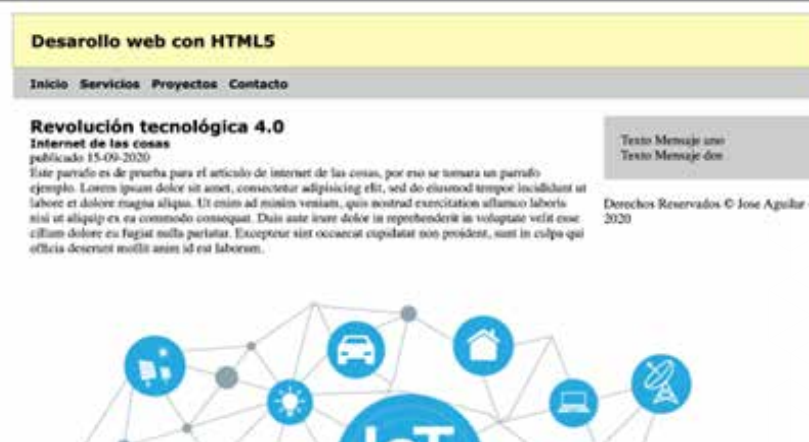 Desarollo web con HTML5
Inicio Servicios Proyectos Contacto
Revolución tecnológica 4.0
Internet de las cosas
publicado 15-09-2020
Este parrafo es de prueba para el articulo de internet de las cosas, por eso se tomara un parrafo
ejemplo. Lorem ipsum dolor sit amet, consectetur adipisicing elit, sed do eiusmod tempor incididunt ut
labore et dolore magna aliqua. Ut enim ad minim veniam, quis nostrud exercitation ullamco laboris
nisi ut aliquip ex ea commodo consequat. Duis aute irure dolor in reprehenderit in voluptate velit esse
cillum dolore eu fugiat nulla pariatur. Excepteur sint occaecat cupidatat non proident, sunt in culpa qui
officia deserunt mollit anim id est laborum.
Texto Mensaje uno
Texto Mensaje dos
Derechos Reservados © Jose Aguilar
2020
IoT